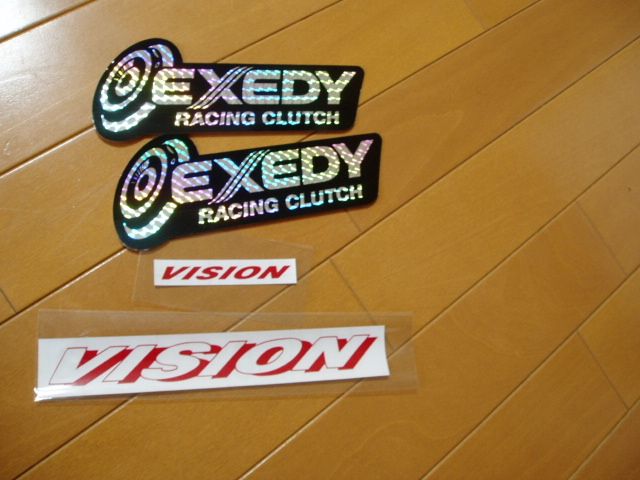 EXEDY
RACING CLUTCH
EXEDY
RACING CLUTCH
VISION
VISION